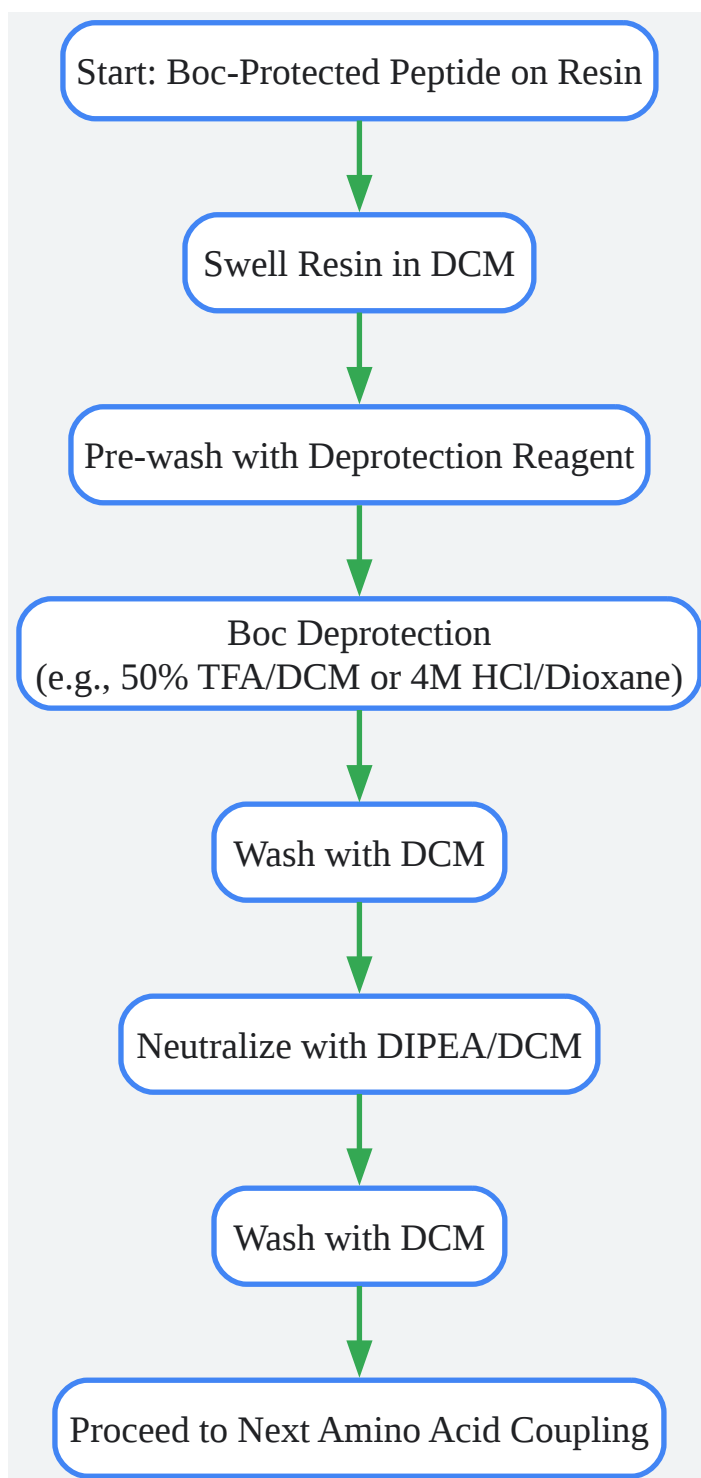 Start: Boc-Protected Peptide on Resin
Swell Resin in DCM
Pre-wash with Deprotection Reagent
Boc Deprotection
(e.g., 50% TFA/DCM or 4M HCl/Dioxane)
Wash with DCM
Neutralize with DIPEA/DCM
Wash with DCM
Proceed to Next Amino Acid Coupling